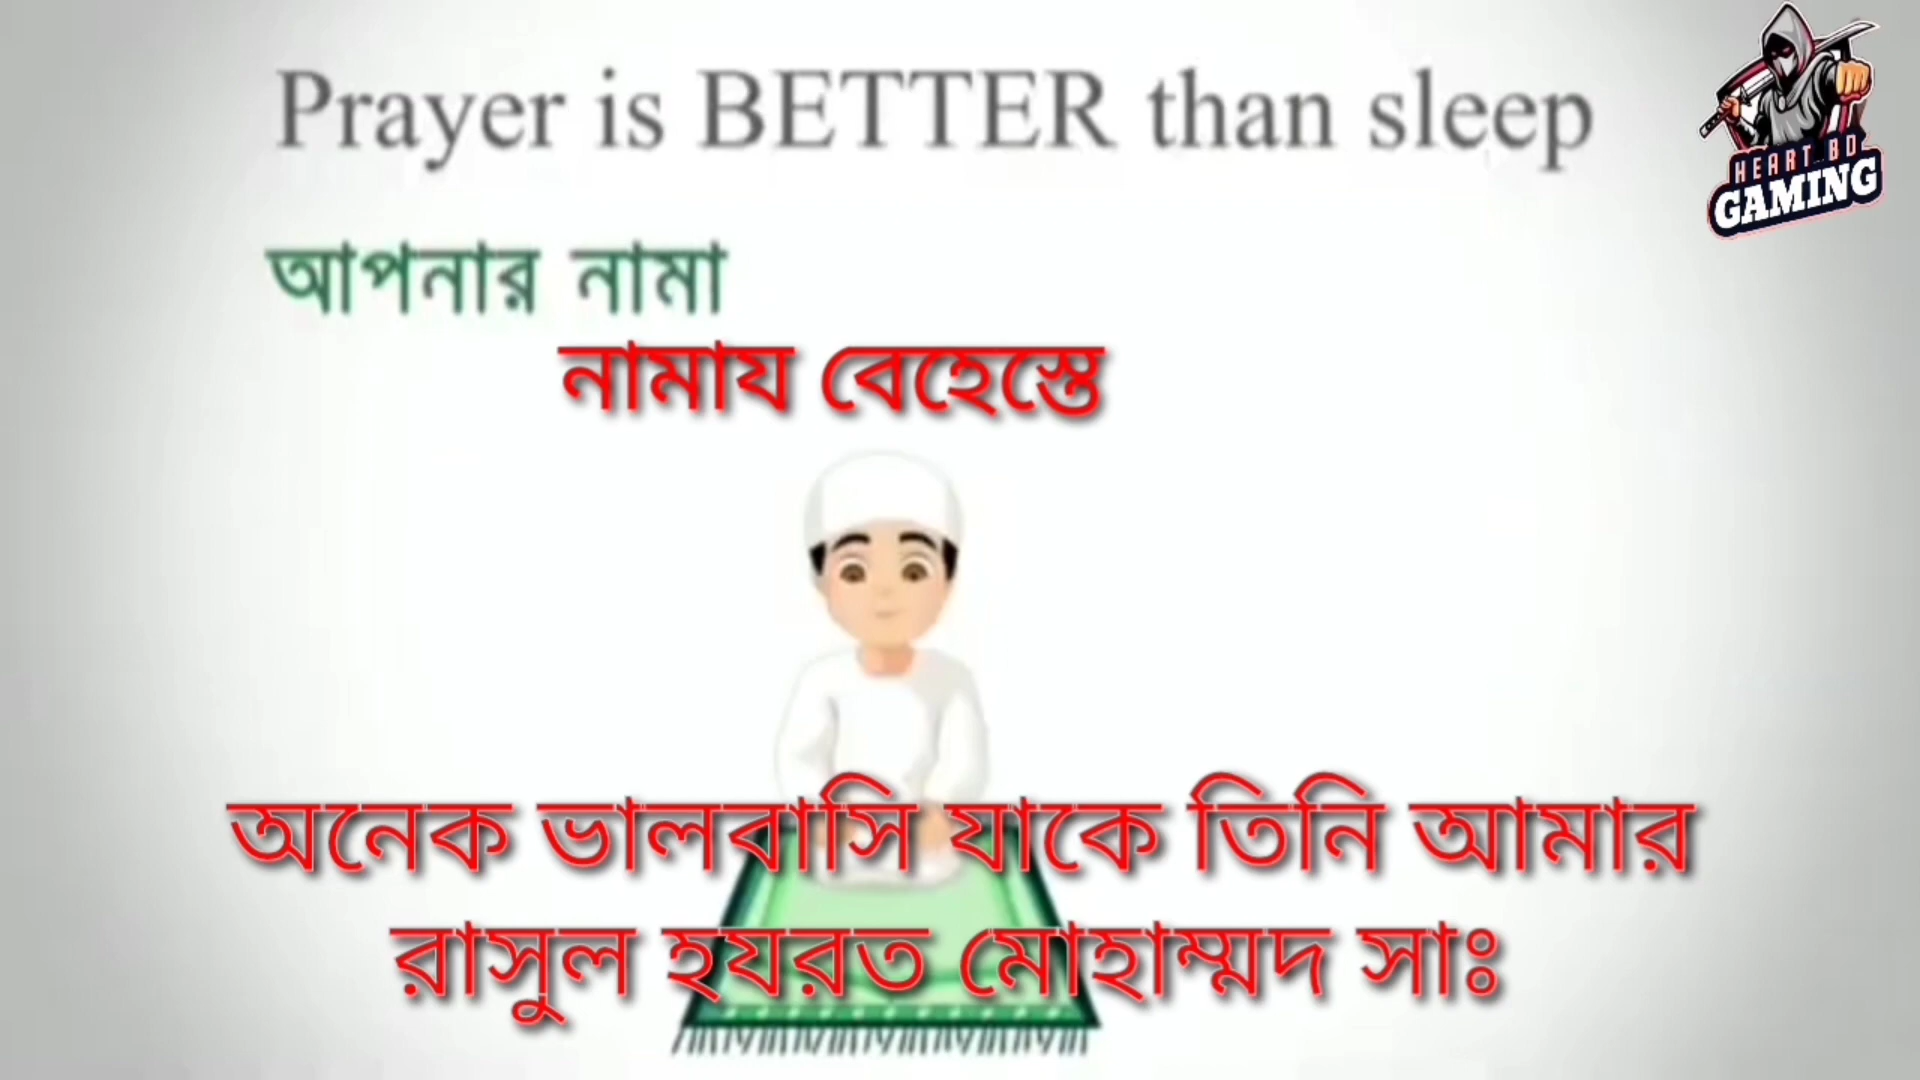 Prayer is BETTER than sleep
HEART BD
GAMING
আপনার নামা
নামায বেহেস্তে
অনেক ভালবাসি যাকে তিনি আমার
রাসুল হযরত মোহাম্মদ সাঃ